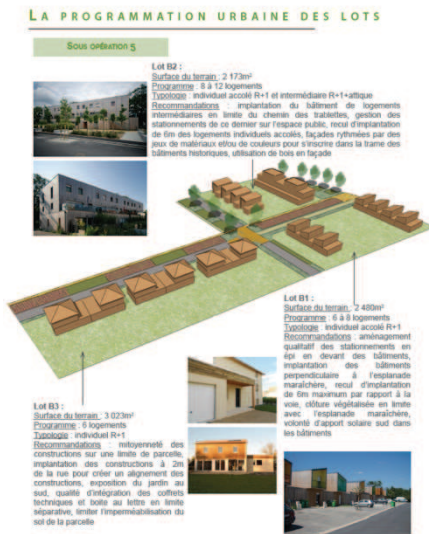 LA PROGRAMMATION URBAINE DES LOTS
SOUS OPÉRATION 5
Lot B2 :
Surface du terrain : 2 173m²
Programme : 8 à 12 logements
Typologie : individuel accolé R+1 et intermédiaire R+1+attique
Recommandations : implantation du bâtiment de logements
intermédiaires en limite du chemin des trablettes, gestion des
stationnements de ce dernier sur l'espace public, recul d'implantation
de 6m des logements individuels accolés, façades rythmées par des
jeux de matériaux et/ou de couleurs pour s'inscrire dans la trame des
bâtiments historiques, utilisation de bois en façade
Lot B1 :
Surface du terrain : 2 480m²
Programme : 6 à 8 logements
Typologie : individuel accolé R+1
Recommandations : aménagement
qualitatif des stationnements en
épi en devant des bâtiments,
implantation des bâtiments
perpendiculaire à l'esplanade
maraîchère, recul d'implantation
de 6m maximum par rapport à la
voie, clôture végétalisée en limite
avec l'esplanade maraîchère,
volonté d'apport solaire sud dans
les bâtiments
Lot B3 :
Surface du terrain : 3 023m²
Programme : 6 logements
Typologie : individuel R+1
Recommandations : mitoyenneté des
constructions sur une limite de parcelle,
implantation des constructions à 2m
de la rue pour créer un alignement des
constructions, exposition du jardin au
sud, qualité d'intégration des coffrets
techniques et boite au lettre en limite
séparative, limiter l'imperméabilisation du
sol de la parcelle